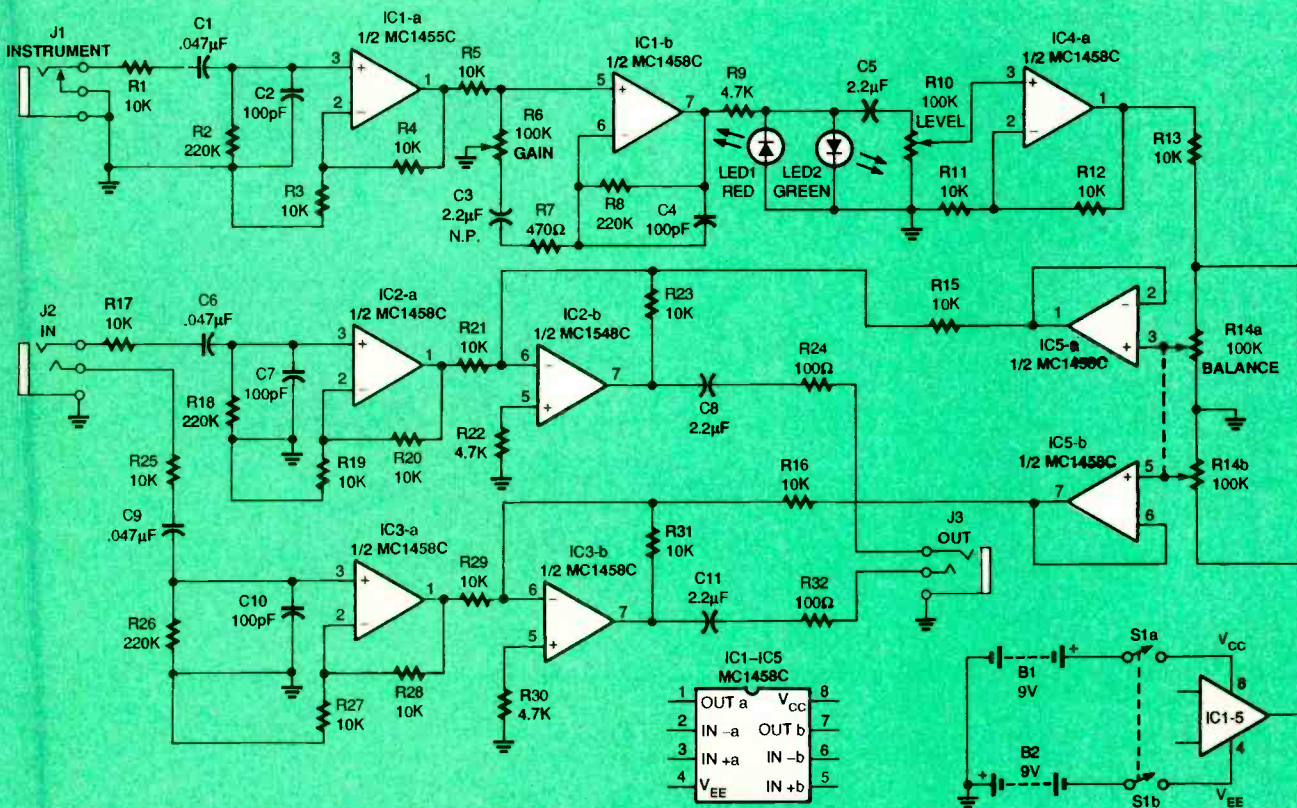 J1
INSTRUMENT
R1
10K
C1
.047µF
R2
220K
C2
100pF
IC1-a
1/2 MC1455C
3
+
2
−
1
R3
10K
R4
10K
R5
10K
R6
100K
GAIN
C3
2.2µF
N.P.
R7
470Ω
IC1-b
1/2 MC1458C
5
+
6
−
7
R8
220K
C4
100pF
R9
4.7K
LED1
RED
LED2
GREEN
C5
2.2µF
R10
100K
LEVEL
IC4-a
1/2 MC1458C
3
+
2
−
1
R11
10K
R12
10K
R13
10K
J2
IN
R17
10K
C6
.047µF
R18
220K
C7
100pF
IC2-a
1/2 MC1458C
3
+
2
−
1
R19
10K
R20
10K
R21
10K
R22
4.7K
IC2-b
1/2 MC1548C
6
−
5
+
7
R23
10K
C8
2.2µF
R24
100Ω
R15
10K
1
−
2
+
3
IC5-a
1/2 MC1458C
R14a
100K
BALANCE
R25
10K
C9
.047µF
R26
220K
C10
100pF
IC3-a
1/2 MC1458C
3
+
2
−
1
R27
10K
R28
10K
R29
10K
R30
4.7K
IC3-b
1/2 MC1458C
6
−
5
+
7
R31
10K
C11
2.2µF
R32
100Ω
R16
10K
IC5-b
1/2 MC1458C
7
+
5
−
6
R14b
100K
J3
OUT
IC1–IC5
MC1458C
1 OUT a VCC 8
2 IN −a OUT b 7
3 IN +a IN −b 6
4 VEE IN +b 5
+
B1
9V
S1a
VCC
8
IC1-5
4
+
B2
9V
S1b
VEE